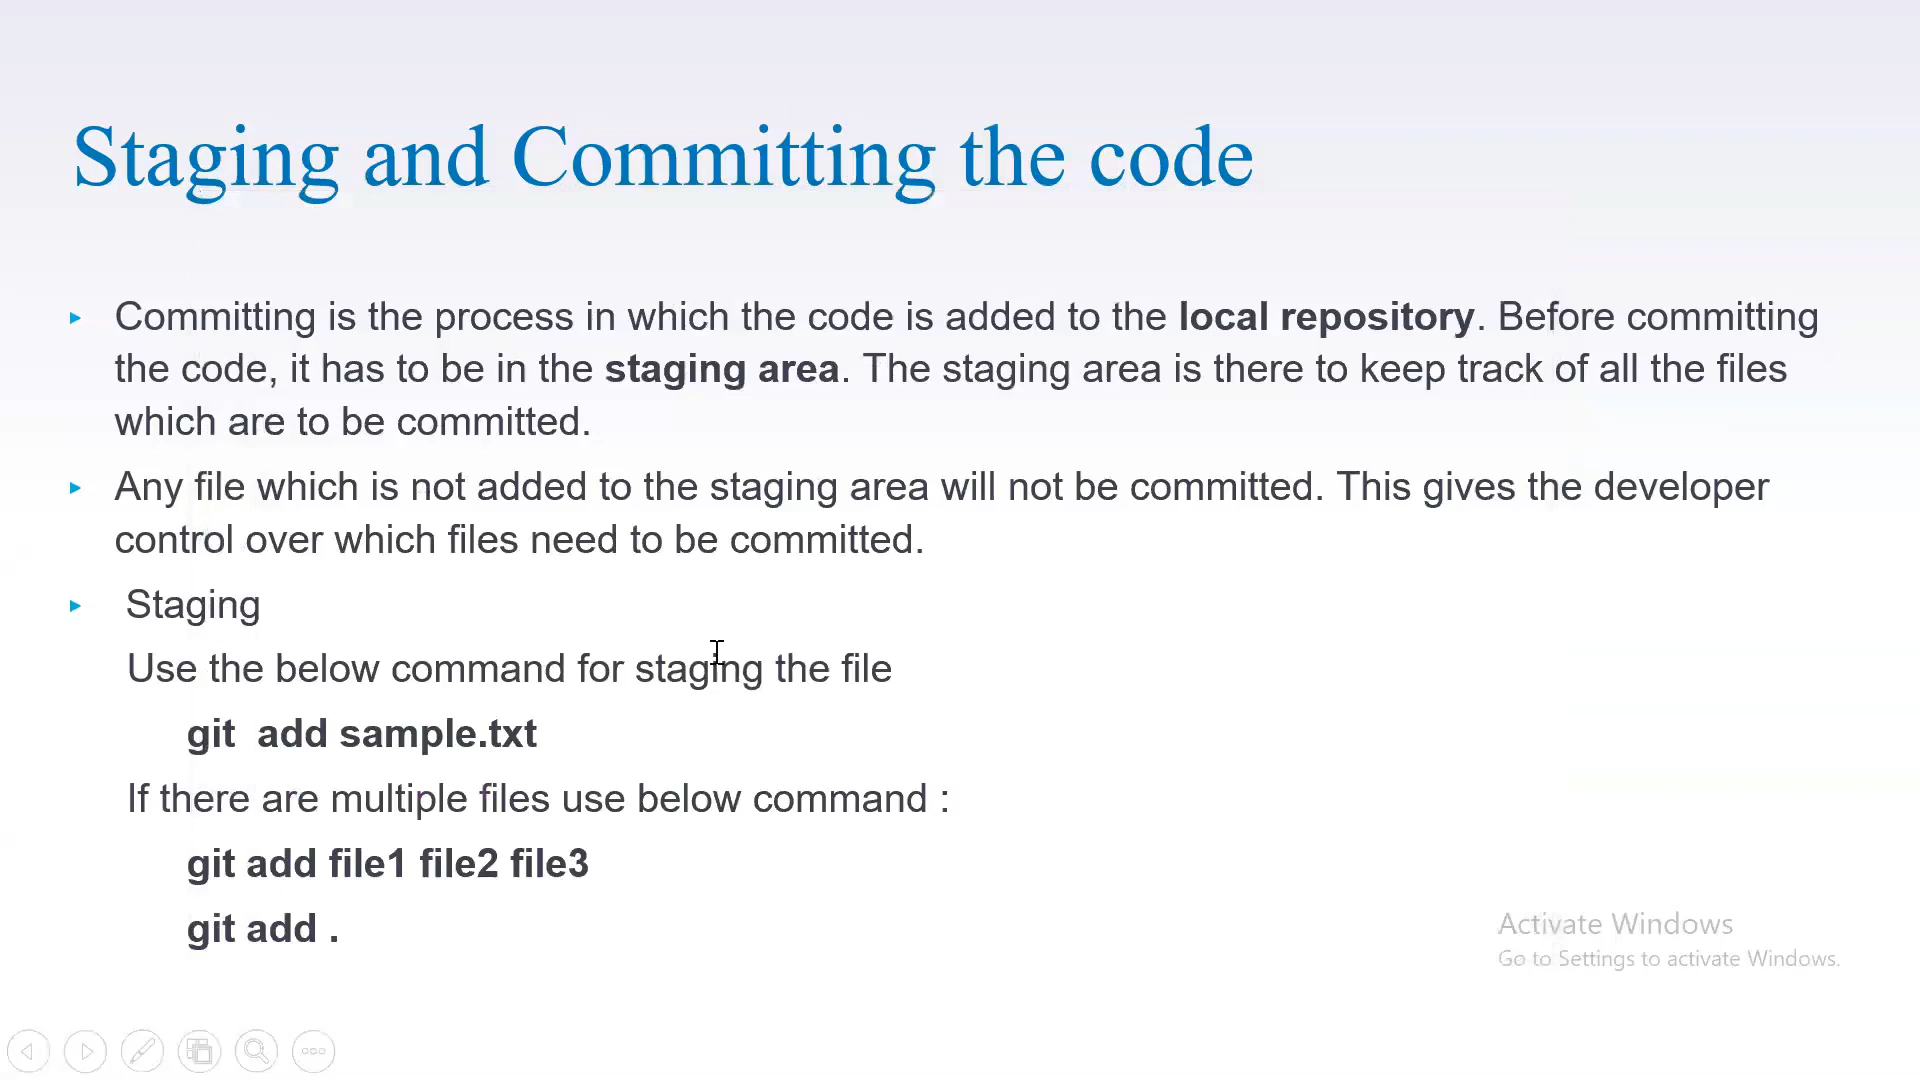 Staging and Committing the code
Committing is the process in which the code is added to the local repository. Before committing
the code, it has to be in the staging area. The staging area is there to keep track of all the files
which are to be committed.
Any file which is not added to the staging area will not be committed. This gives the developer
control over which files need to be committed.
Staging
Use the below command for staging the file
git  add sample.txt
If there are multiple files use below command :
git add file1 file2 file3
git add .
Activate Windows
Go to Settings to activate Windows.